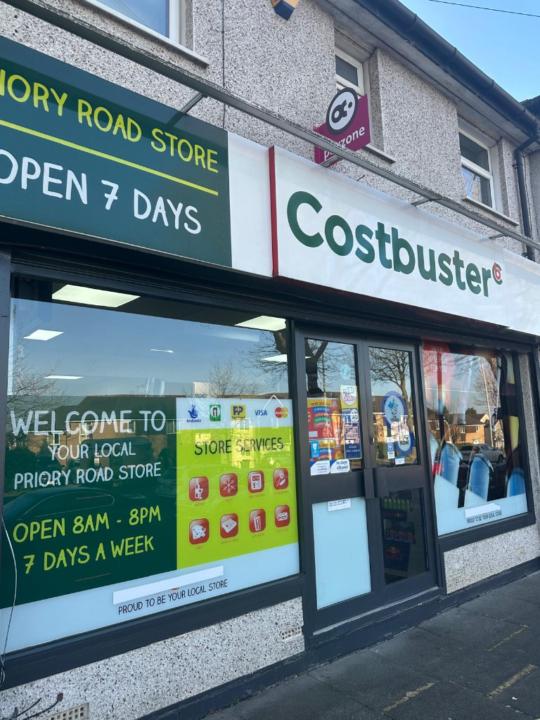 IORY ROAD STORE
OPEN 7 DAYS
payzone
Costbuster
WELCOME TO
YOUR LOCAL
PRIORY ROAD STORE
OPEN 8AM - 8PM
7 DAYS A WEEK
VISA
STORE SERVICES
PROUD TO BE YOUR LOCAL STORE